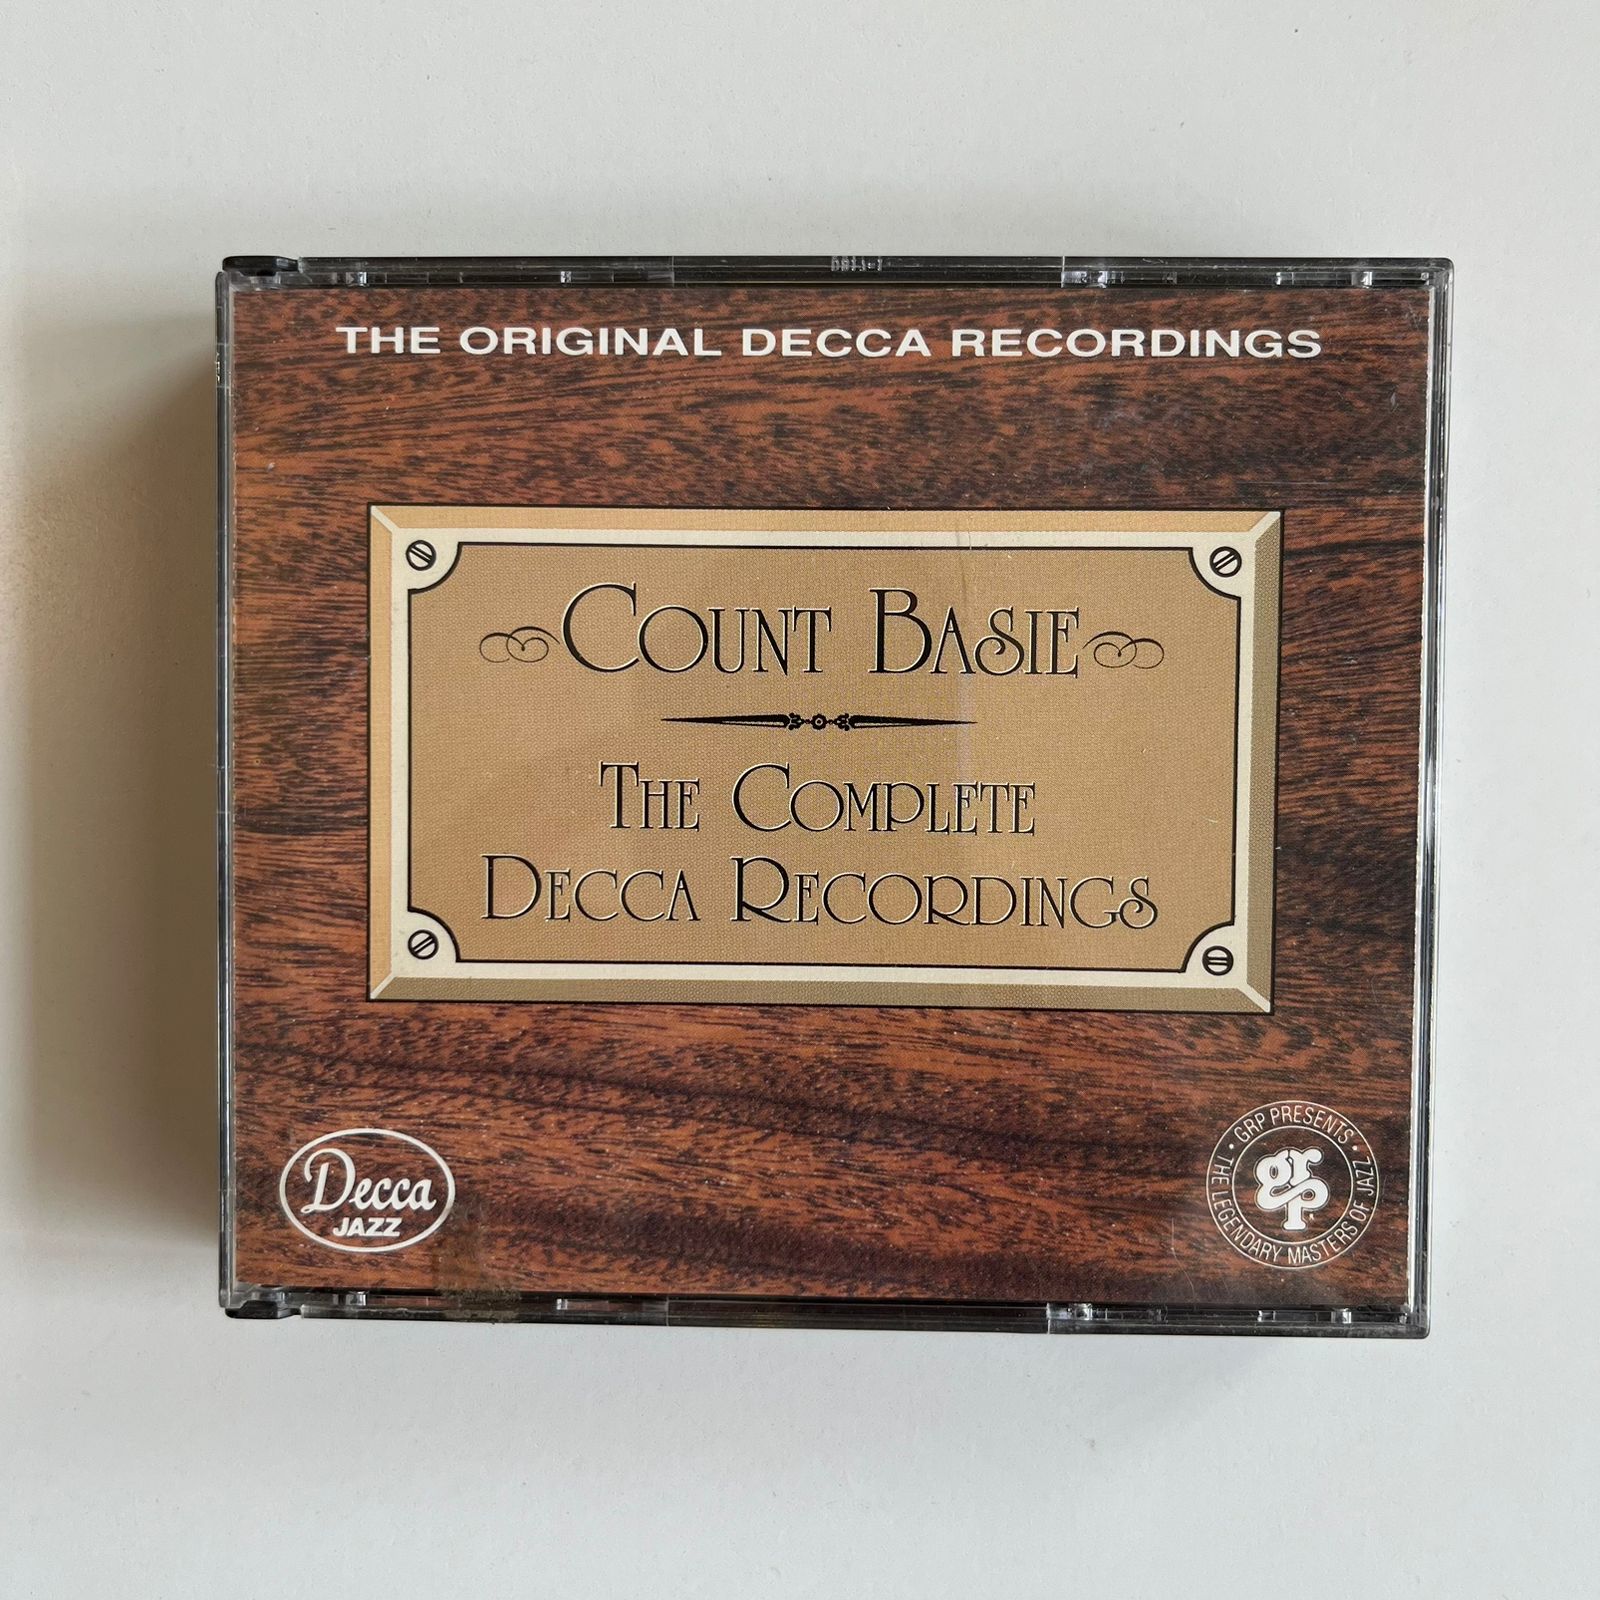 THE ORIGINAL DECCA RECORDINGS
COUNT BASIE
THE COMPLETE
DECCA RECORDINGS
Decca
JAZZ
GRP PRESENTS • THE LEGENDARY MASTERS OF JAZZ •
grp